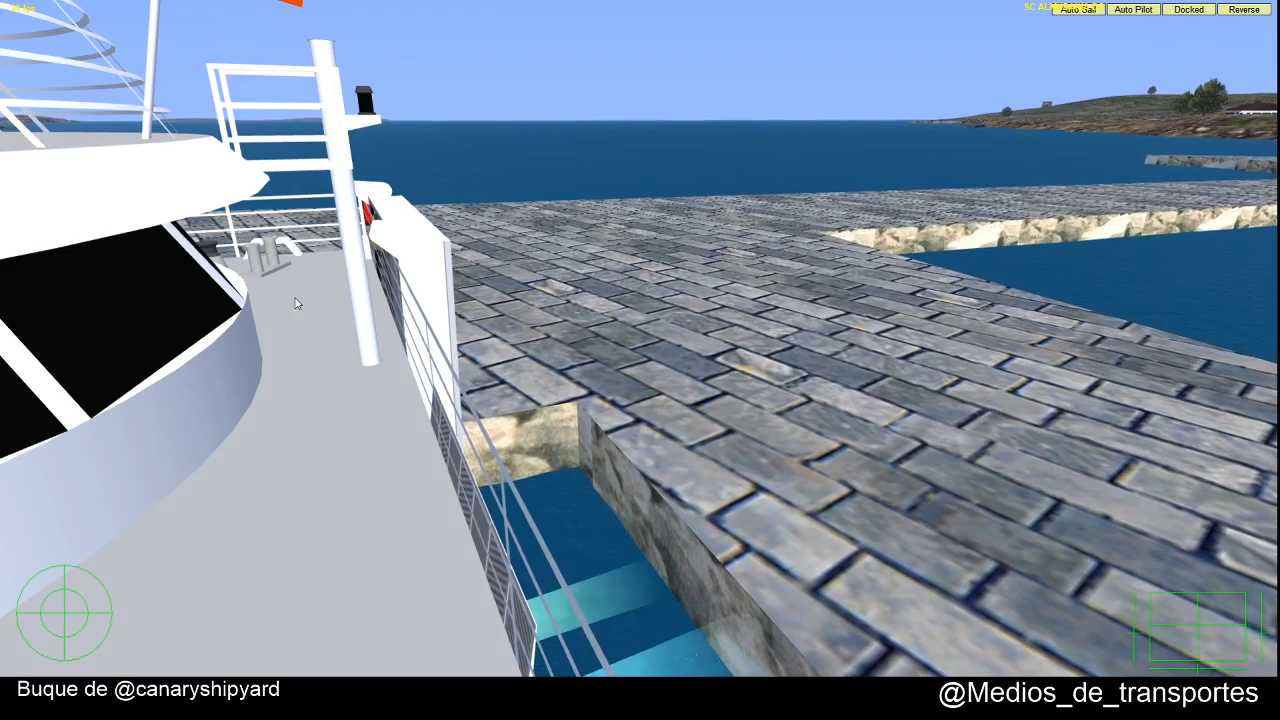 Auto Sail
Auto Pilot
Docked
Reverse
Buque de @canaryshipyard
@Medios_de_transportes